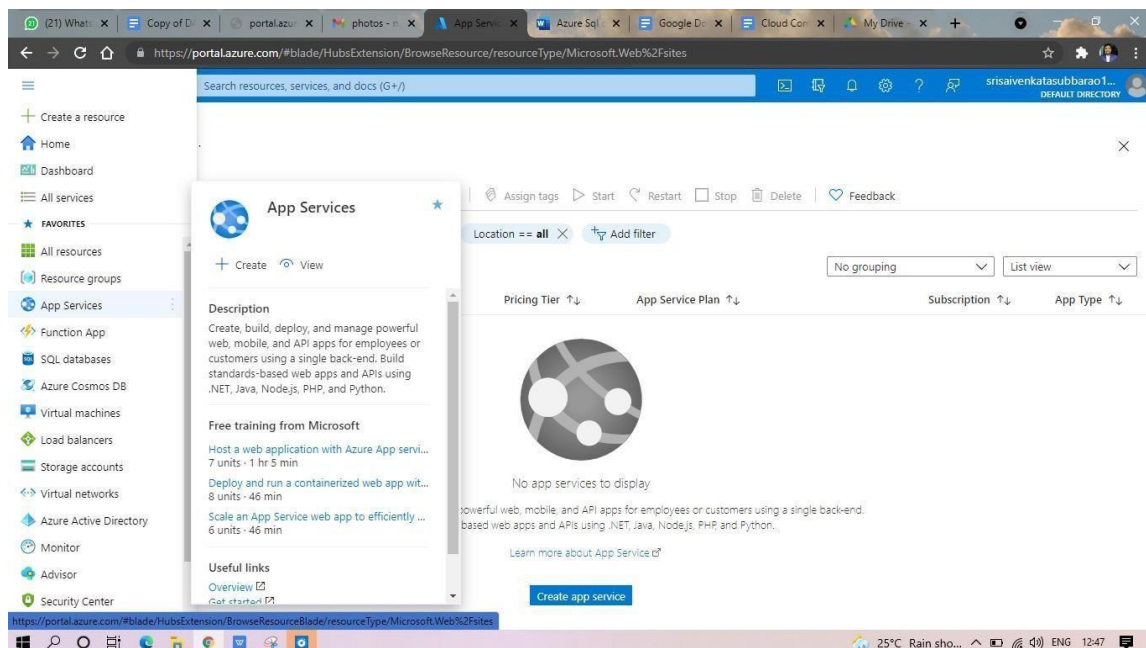 (21) Whats
Copy of D
portal.azur
photos - n
App Servic
Azure Sql
Google Do
Cloud Con
My Drive -
https://portal.azure.com/#blade/HubsExtension/BrowseResource/resourceType/Microsoft.Web%2Fsites
Search resources, services, and docs (G+/)
srisaivenkatasubbarao1...
DEFAULT DIRECTORY
Create a resource
Home
Dashboard
All services
FAVORITES
All resources
Resource groups
App Services
Function App
SQL databases
Azure Cosmos DB
Virtual machines
Load balancers
Storage accounts
Virtual networks
Azure Active Directory
Monitor
Advisor
Security Center
App Services
Create View
Description
Create, build, deploy, and manage powerful
web, mobile, and API apps for employees or
customers using a single back-end. Build
standards-based web apps and APIs using
.NET, Java, Node.js, PHP, and Python.
Free training from Microsoft
Host a web application with Azure App servi...
7 units · 1 hr 5 min
Deploy and run a containerized web app wit...
8 units · 46 min
Scale an App Service web app to efficiently ...
6 units · 46 min
Useful links
Overview
Get started
Assign tags Start Restart Stop Delete Feedback
Location == all Add filter
No grouping List view
Pricing Tier App Service Plan Subscription App Type
No app services to display
powerful web, mobile, and API apps for employees or customers using a single back-end.
based web apps and APIs using .NET, Java, Node.js, PHP, and Python.
Learn more about App Service
Create app service
https://portal.azure.com/#blade/HubsExtension/BrowseResourceBlade/resourceType/Microsoft.Web%2Fsites
25°C Rain sho... ENG 12:47